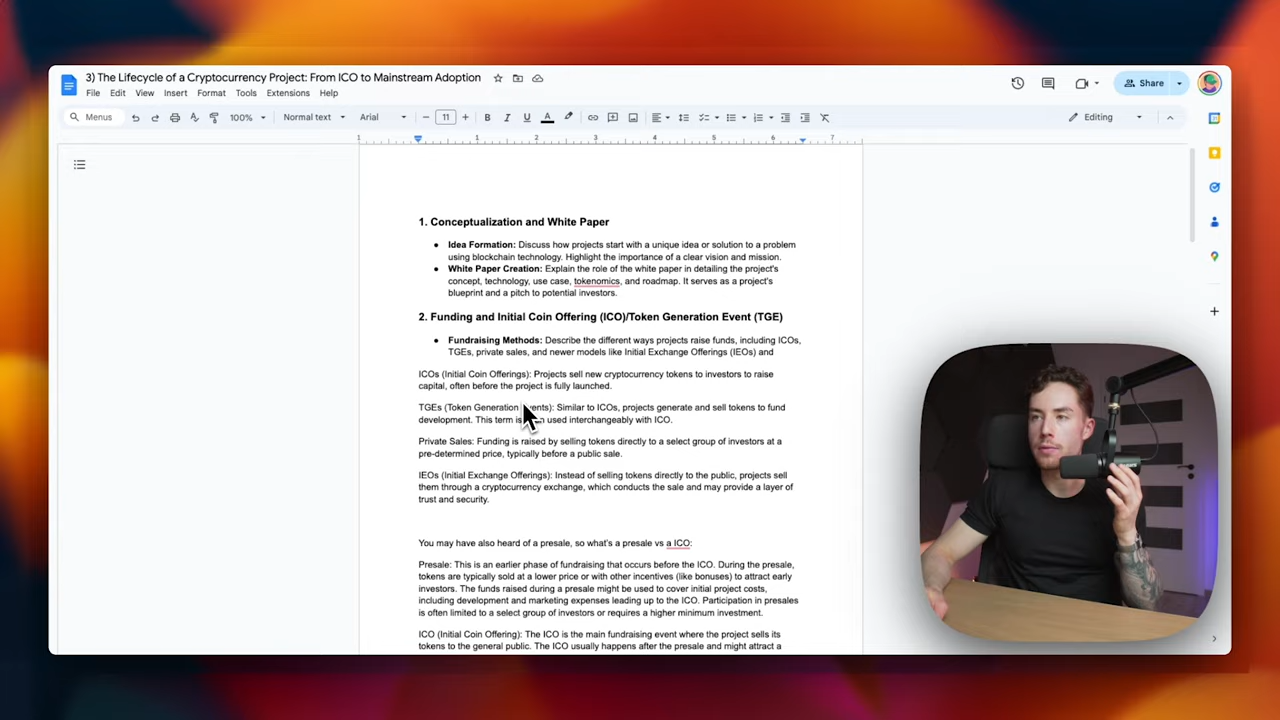 3) The Lifecycle of a Cryptocurrency Project: From ICO to Mainstream Adoption
File Edit View Insert Format Tools Extensions Help
Share
Menus
100%
Normal text
Arial
11
Editing
1 1 2 3 4 5 6 7
1. Conceptualization and White Paper
● Idea Formation: Discuss how projects start with a unique idea or solution to a problem
using blockchain technology. Highlight the importance of a clear vision and mission.
● White Paper Creation: Explain the role of the white paper in detailing the project's
concept, technology, use case, tokenomics, and roadmap. It serves as a project's
blueprint and a pitch to potential investors.
2. Funding and Initial Coin Offering (ICO)/Token Generation Event (TGE)
● Fundraising Methods: Describe the different ways projects raise funds, including ICOs,
TGEs, private sales, and newer models like Initial Exchange Offerings (IEOs) and
ICOs (Initial Coin Offerings): Projects sell new cryptocurrency tokens to investors to raise
capital, often before the project is fully launched.
TGEs (Token Generation Events): Similar to ICOs, projects generate and sell tokens to fund
development. This term is used interchangeably with ICO.
Private Sales: Funding is raised by selling tokens directly to a select group of investors at a
pre-determined price, typically before a public sale.
IEOs (Initial Exchange Offerings): Instead of selling tokens directly to the public, projects sell
them through a cryptocurrency exchange, which conducts the sale and may provide a layer of
trust and security.
You may have also heard of a presale, so what's a presale vs a ICO:
Presale: This is an earlier phase of fundraising that occurs before the ICO. During the presale,
tokens are typically sold at a lower price or with other incentives (like bonuses) to attract early
investors. The funds raised during a presale might be used to cover initial project costs,
including development and marketing expenses leading up to the ICO. Participation in presales
is often limited to a select group of investors or requires a higher minimum investment.
ICO (Initial Coin Offering): The ICO is the main fundraising event where the project sells its
tokens to the general public. The ICO usually happens after the presale and might attract a